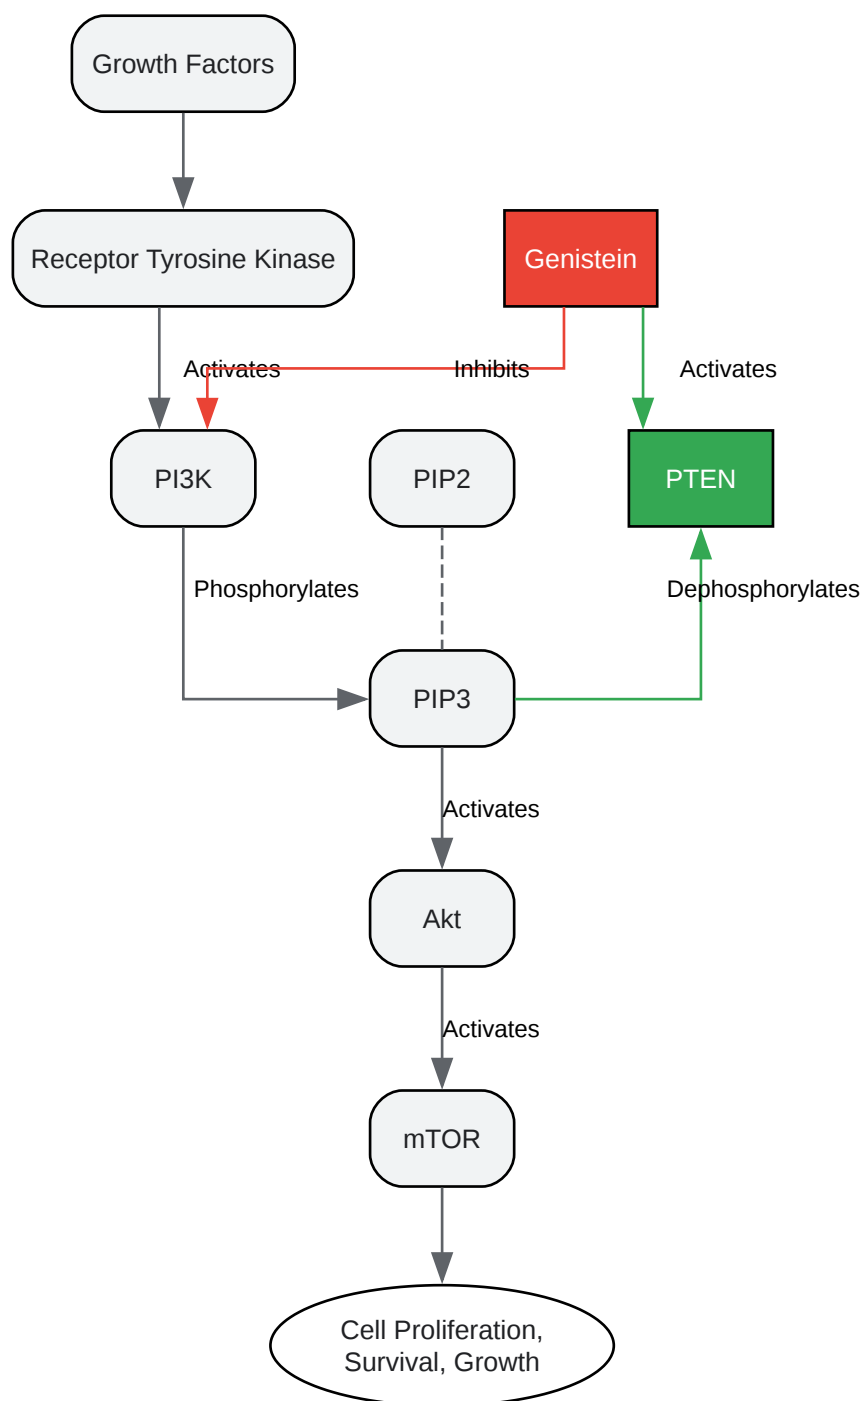 Growth Factors
Receptor Tyrosine Kinase
Genistein
Activates
Inhibits
Activates
PI3K
PIP2
PTEN
Phosphorylates
Dephosphorylates
PIP3
Activates
Akt
Activates
mTOR
Cell Proliferation,
Survival, Growth